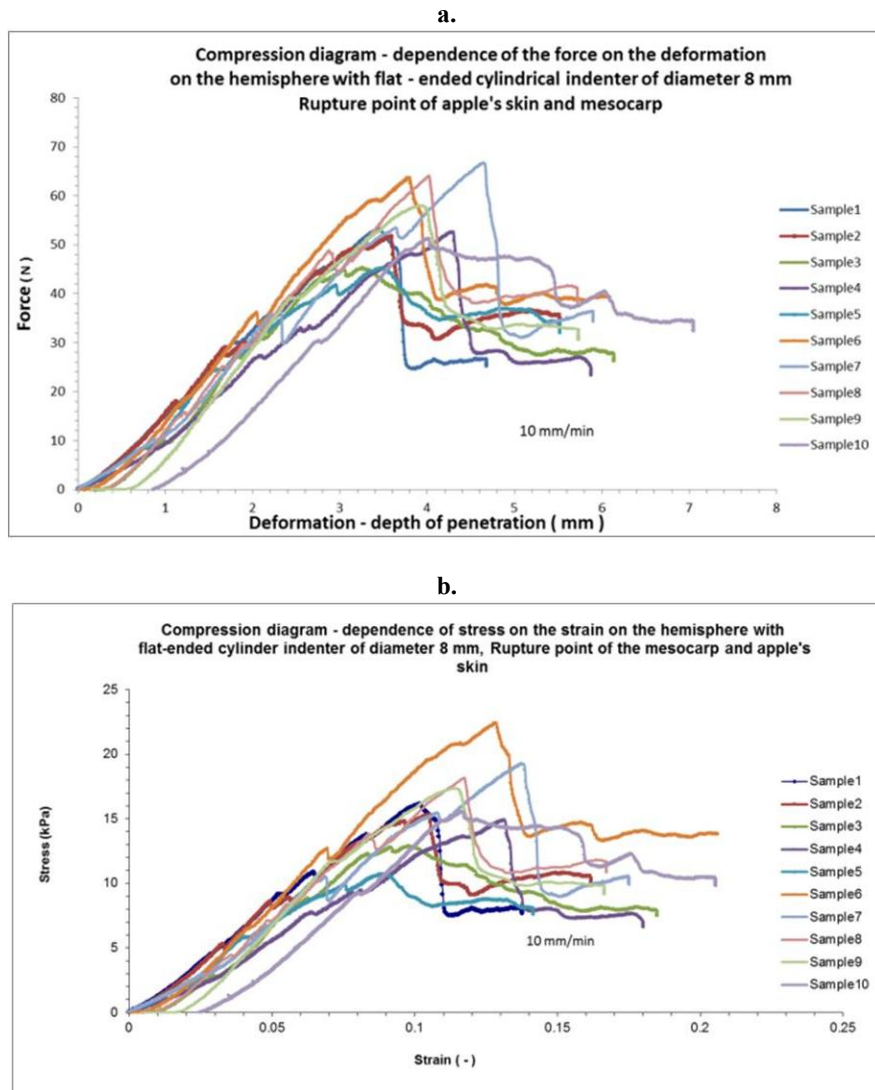 a.
Compression diagram - dependence of the force on the deformation
on the hemisphere with flat - ended cylindrical indenter of diameter 8 mm
Rupture point of apple's skin and mesocarp
80
70
60
50
40
30
20
10
0
Force ( N )
0 1 2 3 4 5 6 7 8
Deformation - depth of penetration ( mm )
10 mm/min
Sample1
Sample2
Sample3
Sample4
Sample5
Sample6
Sample7
Sample8
Sample9
Sample10
b.
Compression diagram - dependence of stress on the strain on the hemisphere with
flat-ended cylinder indenter of diameter 8 mm, Rupture point of the mesocarp and apple's
skin
25
20
15
10
5
0
Stress (kPa)
0 0.05 0.1 0.15 0.2 0.25
Strain ( - )
10 mm/min
Sample1
Sample2
Sample3
Sample4
Sample5
Sample6
Sample7
Sample8
Sample9
Sample10